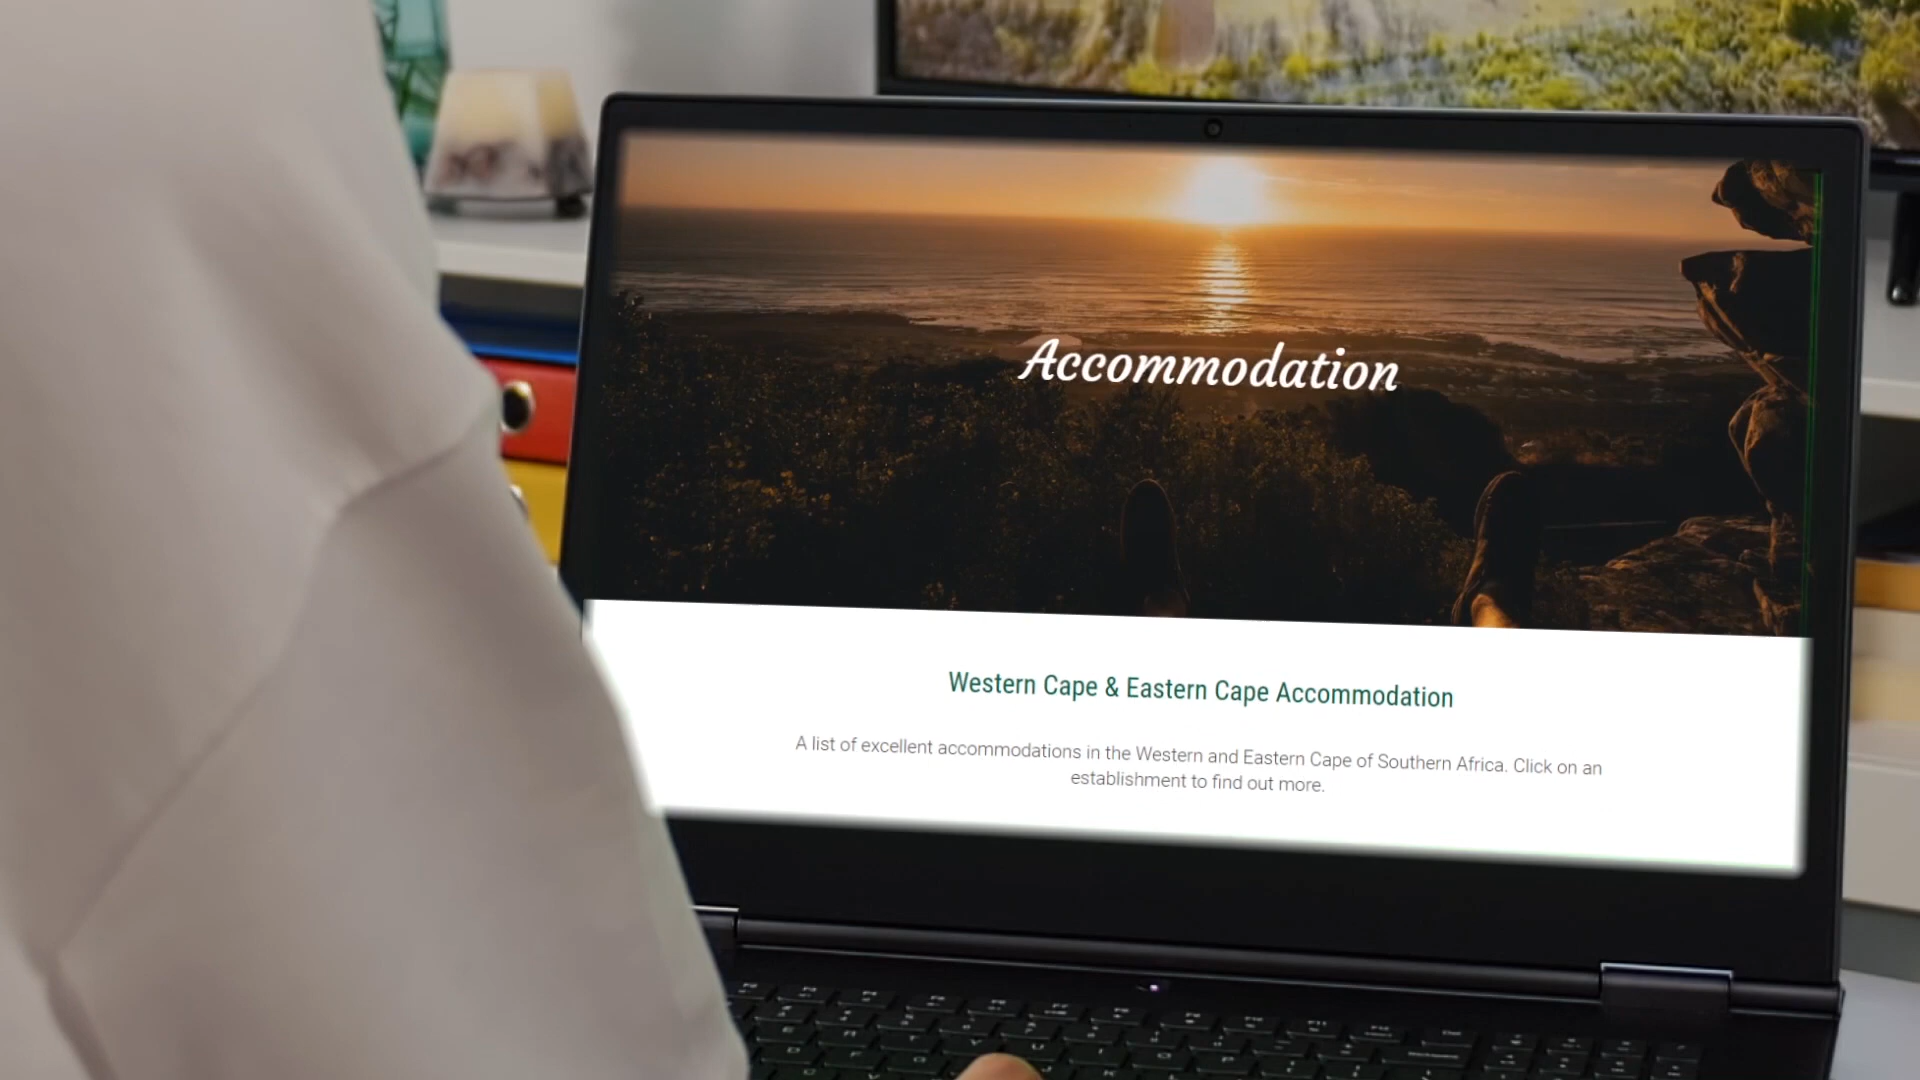 Accommodation
Western Cape & Eastern Cape Accommodation
A list of excellent accommodations in the Western and Eastern Cape of Southern Africa. Click on an
establishment to find out more.